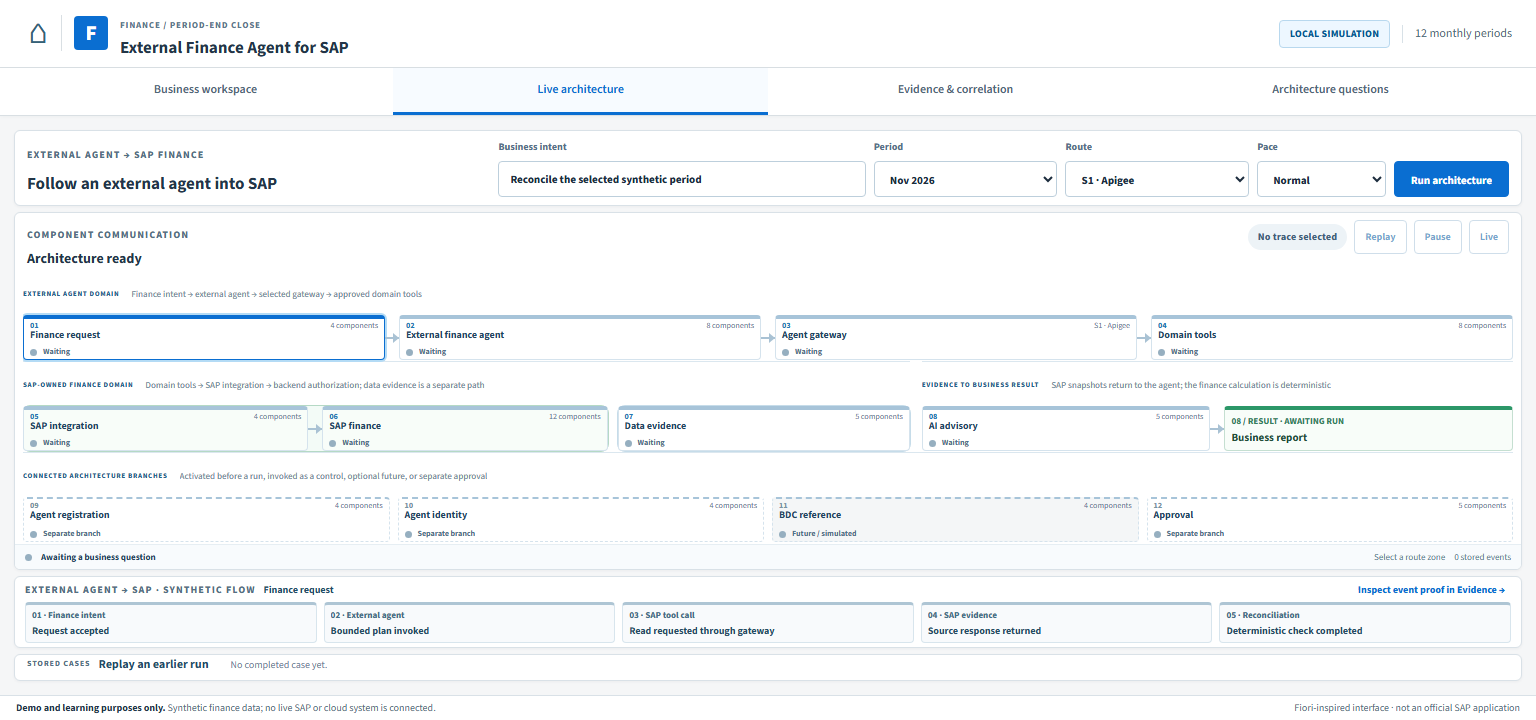 F
FINANCE / PERIOD-END CLOSE
External Finance Agent for SAP
LOCAL SIMULATION
12 monthly periods
Business workspace
Live architecture
Evidence & correlation
Architecture questions
EXTERNAL AGENT → SAP FINANCE
Follow an external agent into SAP
Business intent
Reconcile the selected synthetic period
Period
Nov 2026
Route
S1 · Apigee
Pace
Normal
Run architecture
COMPONENT COMMUNICATION
Architecture ready
No trace selected
Replay
Pause
Live
EXTERNAL AGENT DOMAIN Finance intent → external agent → selected gateway → approved domain tools
01 4 components
Finance request
Waiting
02 8 components
External finance agent
Waiting
03 S1 · Apigee
Agent gateway
Waiting
04 8 components
Domain tools
Waiting
SAP-OWNED FINANCE DOMAIN Domain tools → SAP integration → backend authorization; data evidence is a separate path
EVIDENCE TO BUSINESS RESULT SAP snapshots return to the agent; the finance calculation is deterministic
05 4 components
SAP integration
Waiting
06 12 components
SAP finance
Waiting
07 5 components
Data evidence
Waiting
08 5 components
AI advisory
Waiting
08 / RESULT · AWAITING RUN
Business report
CONNECTED ARCHITECTURE BRANCHES Activated before a run, invoked as a control, optional future, or separate approval
09 4 components
Agent registration
Separate branch
10 4 components
Agent identity
Separate branch
11 4 components
BDC reference
Future / simulated
12 5 components
Approval
Separate branch
Awaiting a business question
Select a route zone 0 stored events
EXTERNAL AGENT → SAP · SYNTHETIC FLOW Finance request
Inspect event proof in Evidence →
01 · Finance intent
Request accepted
02 · External agent
Bounded plan invoked
03 · SAP tool call
Read requested through gateway
04 · SAP evidence
Source response returned
05 · Reconciliation
Deterministic check completed
STORED CASES Replay an earlier run No completed case yet.
Demo and learning purposes only. Synthetic finance data; no live SAP or cloud system is connected.
Fiori-inspired interface · not an official SAP application